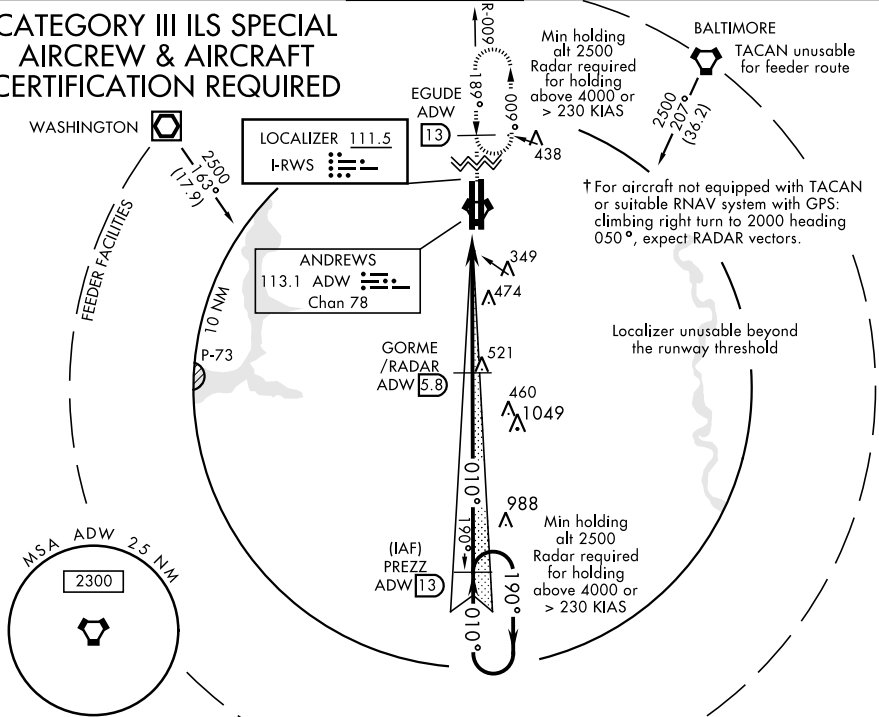 CATEGORY III ILS SPECIAL
AIRCREW & AIRCRAFT
CERTIFICATION REQUIRED
R-009
189°
009°
EGUDE
ADW
13
438
Min holding
alt 2500
Radar required
for holding
above 4000 or
> 230 KIAS
BALTIMORE
TACAN unusable
for feeder route
2500
207°
(36.2)
WASHINGTON
2500
163°
(17.9)
LOCALIZER 111.5
I-RWS
† For aircraft not equipped with TACAN
or suitable RNAV system with GPS:
climbing right turn to 2000 heading
050°, expect RADAR vectors.
FEEDER FACILITIES
10 NM
ANDREWS
113.1 ADW
Chan 78
349
474
P-73
GORME
/RADAR
ADW 5.8
521
Localizer unusable beyond
the runway threshold
460
1049
010°
988
190°
(IAF)
PREZZ
ADW 13
190°
010°
Min holding
alt 2500
Radar required
for holding
above 4000 or
> 230 KIAS
MSA ADW 25 NM
2300